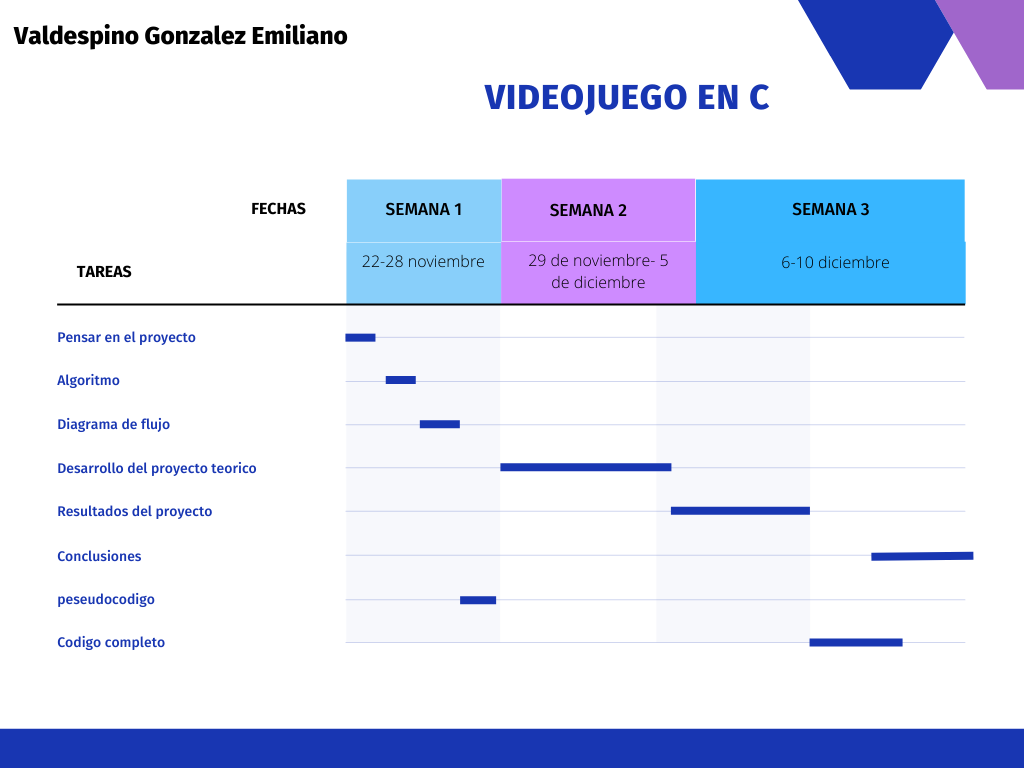 Valdespino Gonzalez Emiliano
VIDEOJUEGO EN C
FECHAS
SEMANA 1
SEMANA 2
SEMANA 3
TAREAS
22-28 noviembre
29 de noviembre- 5
de diciembre
6-10 diciembre
Pensar en el proyecto
Algoritmo
Diagrama de flujo
Desarrollo del proyecto teorico
Resultados del proyecto
Conclusiones
peseudocodigo
Codigo completo